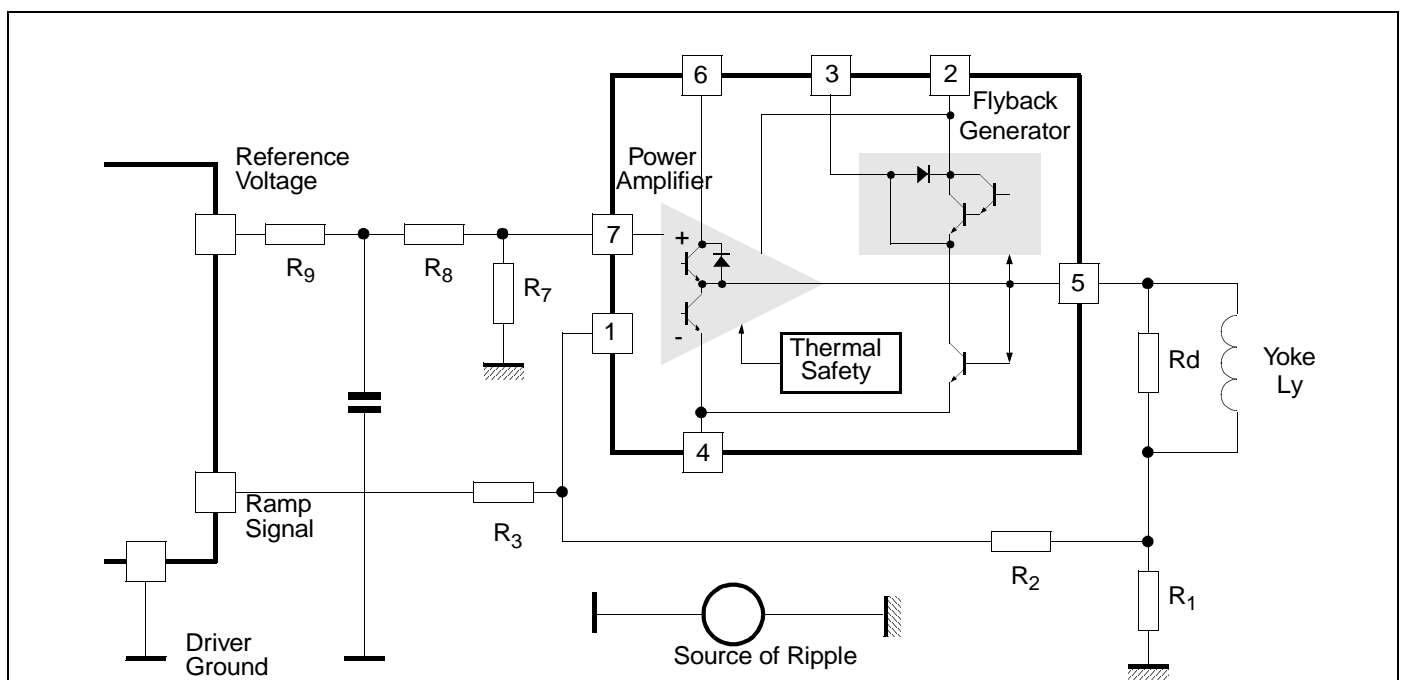 6
3
2
Flyback
Generator
Reference
Voltage
Power
Amplifier
R9
R8
7
+
R7
5
1
-
Thermal
Safety
Rd
Yoke
Ly
4
Ramp
Signal
R3
R2
R1
Driver
Ground
Source of Ripple